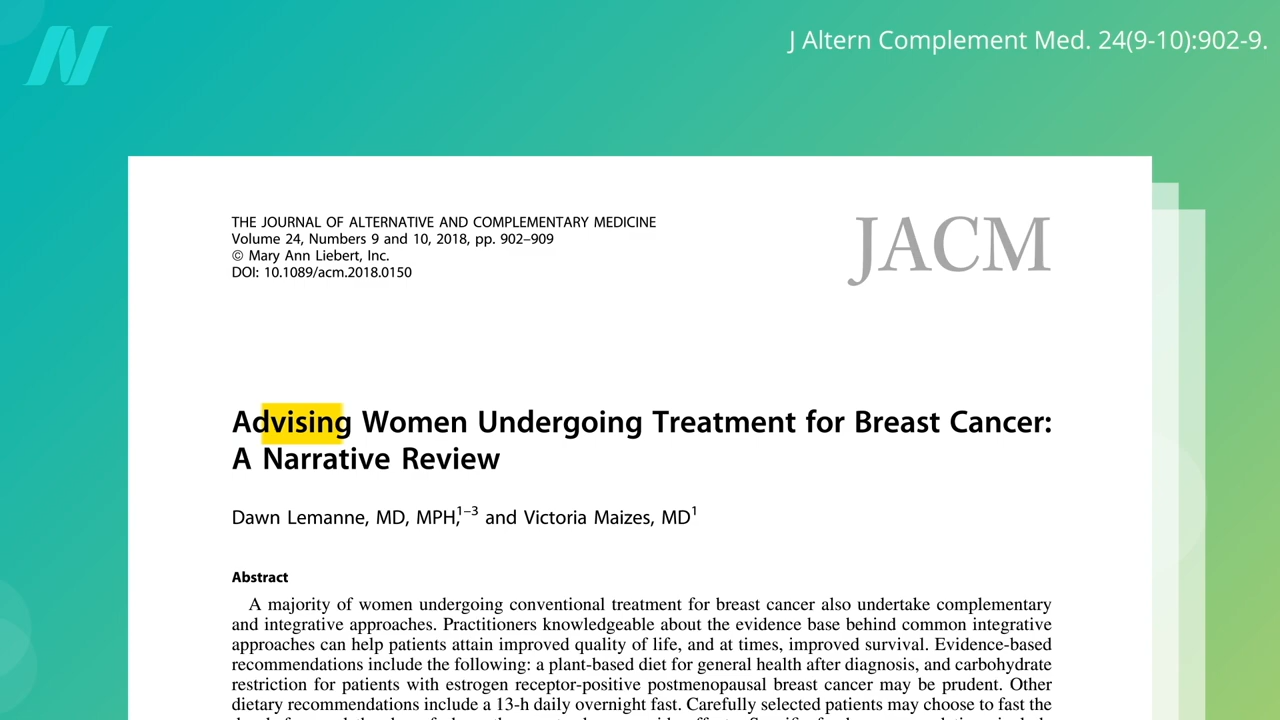 J Altern Complement Med. 24(9-10):902-9.
THE JOURNAL OF ALTERNATIVE AND COMPLEMENTARY MEDICINE
Volume 24, Numbers 9 and 10, 2018, pp. 902–909
© Mary Ann Liebert, Inc.
DOI: 10.1089/acm.2018.0150
JACM
Advising Women Undergoing Treatment for Breast Cancer:
A Narrative Review
Dawn Lemanne, MD, MPH,1–3 and Victoria Maizes, MD1
Abstract
A majority of women undergoing conventional treatment for breast cancer also undertake complementary
and integrative approaches. Practitioners knowledgeable about the evidence base behind common integrative
approaches can help patients attain improved quality of life, and at times, improved survival. Evidence-based
recommendations include the following: a plant-based diet for general health after diagnosis, and carbohydrate
restriction for patients with estrogen receptor-positive postmenopausal breast cancer may be prudent. Other
dietary recommendations include a 13-h daily overnight fast. Carefully selected patients may choose to fast the